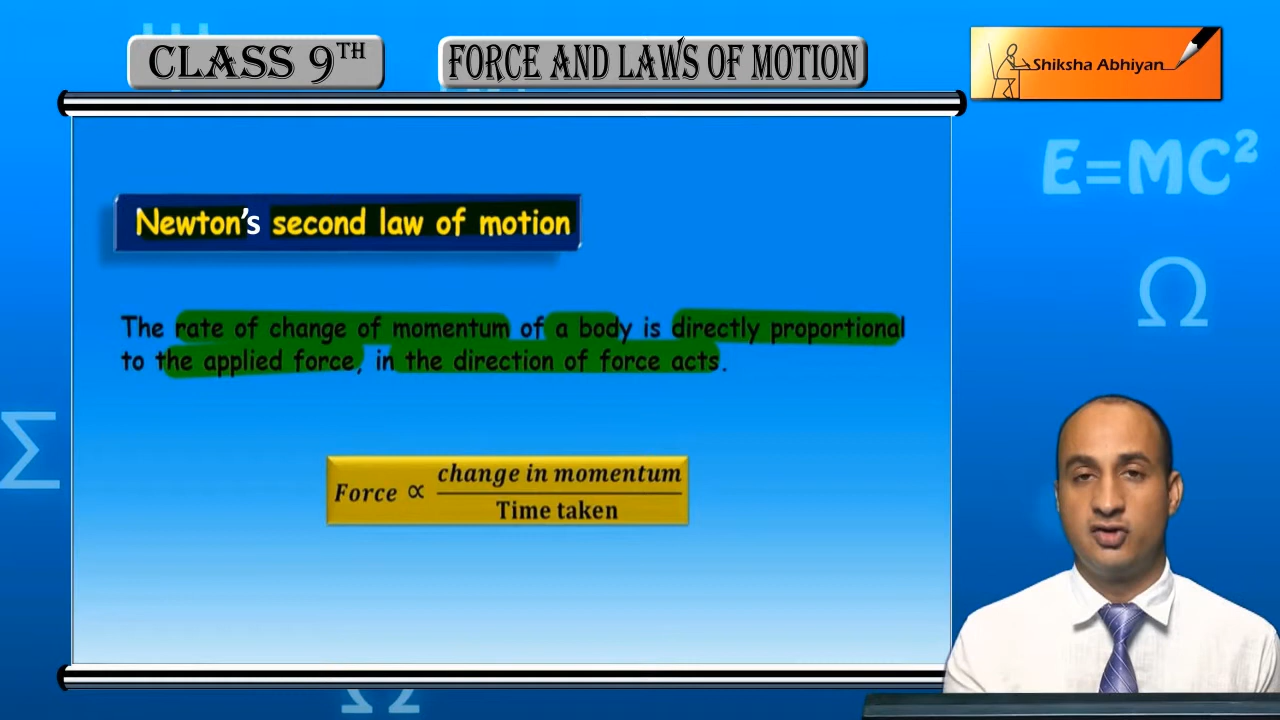 CLASS 9TH
FORCE AND LAWS OF MOTION
Shiksha Abhiyan
E=MC²
Newton's second law of motion
Ω
The rate of change of momentum of a body is directly proportional
to the applied force, in the direction of force acts.
Σ
Force ∝ change in momentum
Time taken
Ω